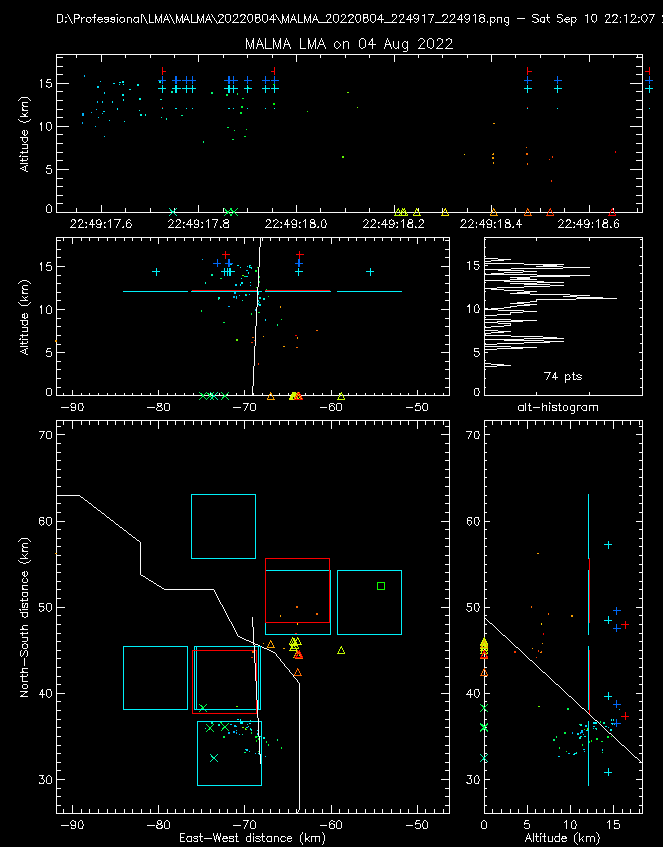 D:\Professional\LMA\MALMA\20220804\MALMA_20220804_224917_224918.png – Sat Sep 10 22:12:07
MALMA LMA on 04 Aug 2022
Altitude (km)
15
10
5
0
22:49:17.6 22:49:17.8 22:49:18.0 22:49:18.2 22:49:18.4 22:49:18.6
Altitude (km)
15
10
5
0
−90 −80 −70 −60 −50
15
10
5
0
74 pts
alt-histogram
North-South distance (km)
70
60
50
40
30
−90 −80 −70 −60 −50
East-West distance (km)
70
60
50
40
30
0 5 10 15
Altitude (km)